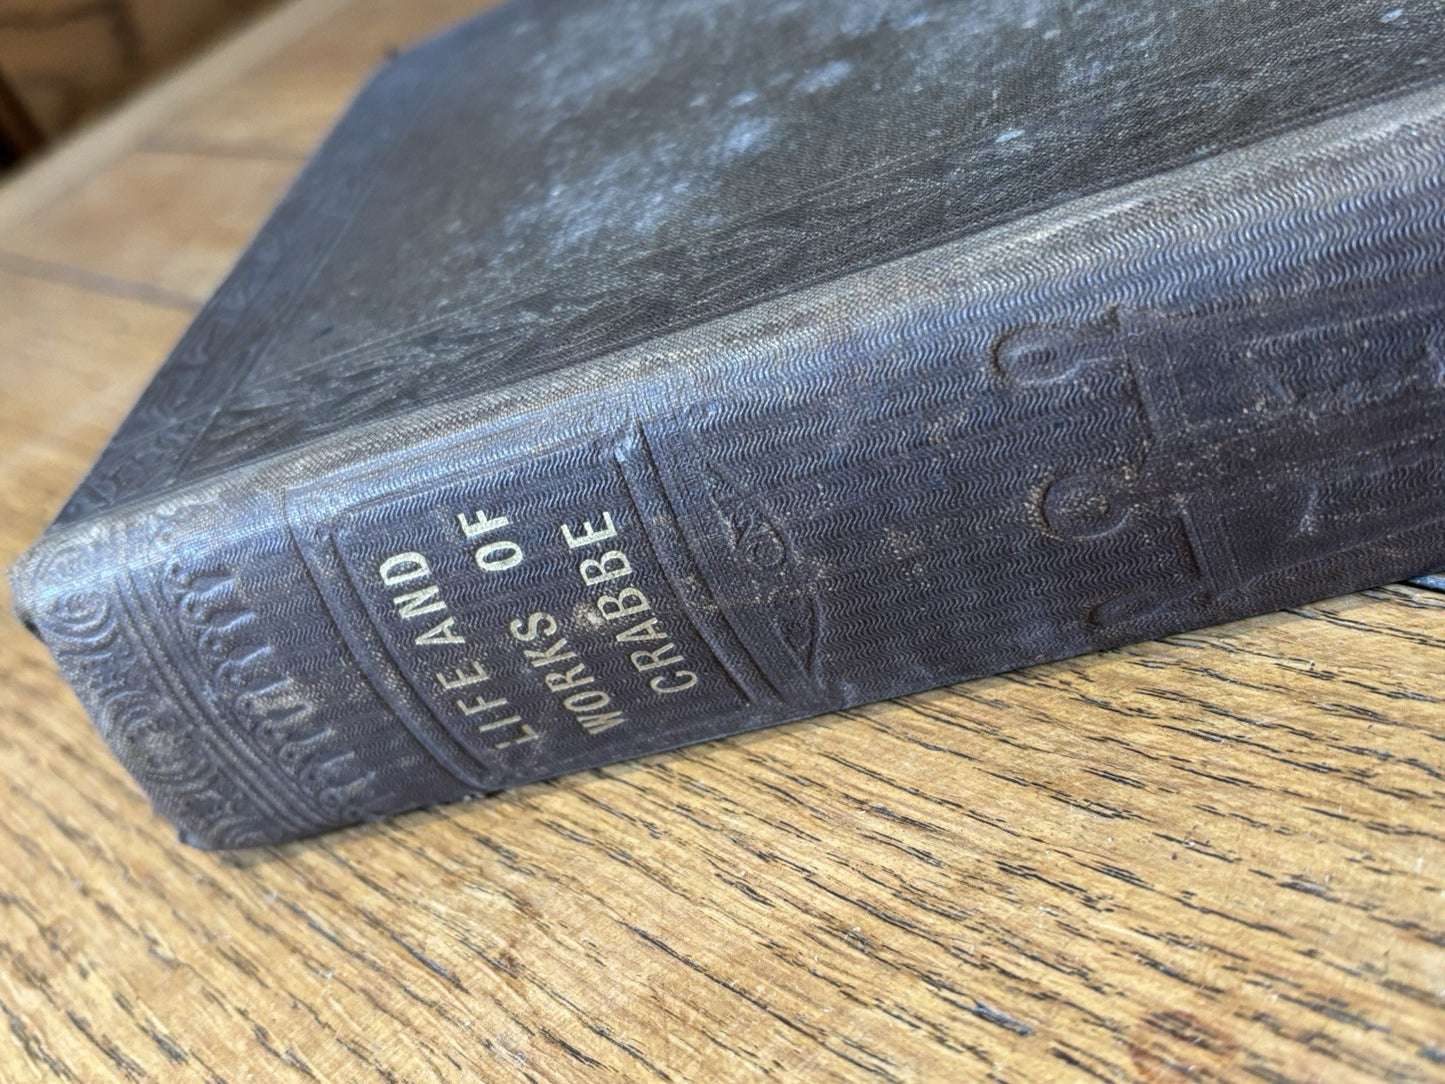 LIFE AND
WORKS OF
CRABBE